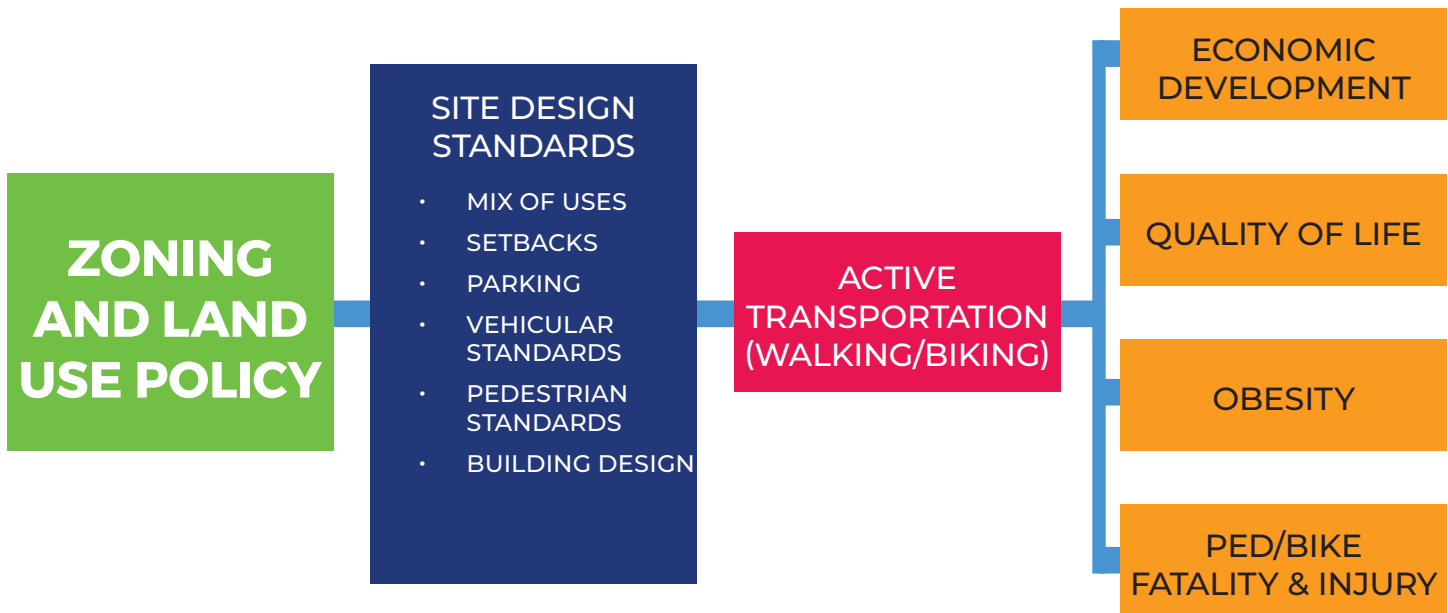 ZONING
AND LAND
USE POLICY
SITE DESIGN
STANDARDS
• MIX OF USES
• SETBACKS
• PARKING
• VEHICULAR
STANDARDS
• PEDESTRIAN
STANDARDS
• BUILDING DESIGN
ACTIVE
TRANSPORTATION
(WALKING/BIKING)
ECONOMIC
DEVELOPMENT
QUALITY OF LIFE
OBESITY
PED/BIKE
FATALITY & INJURY